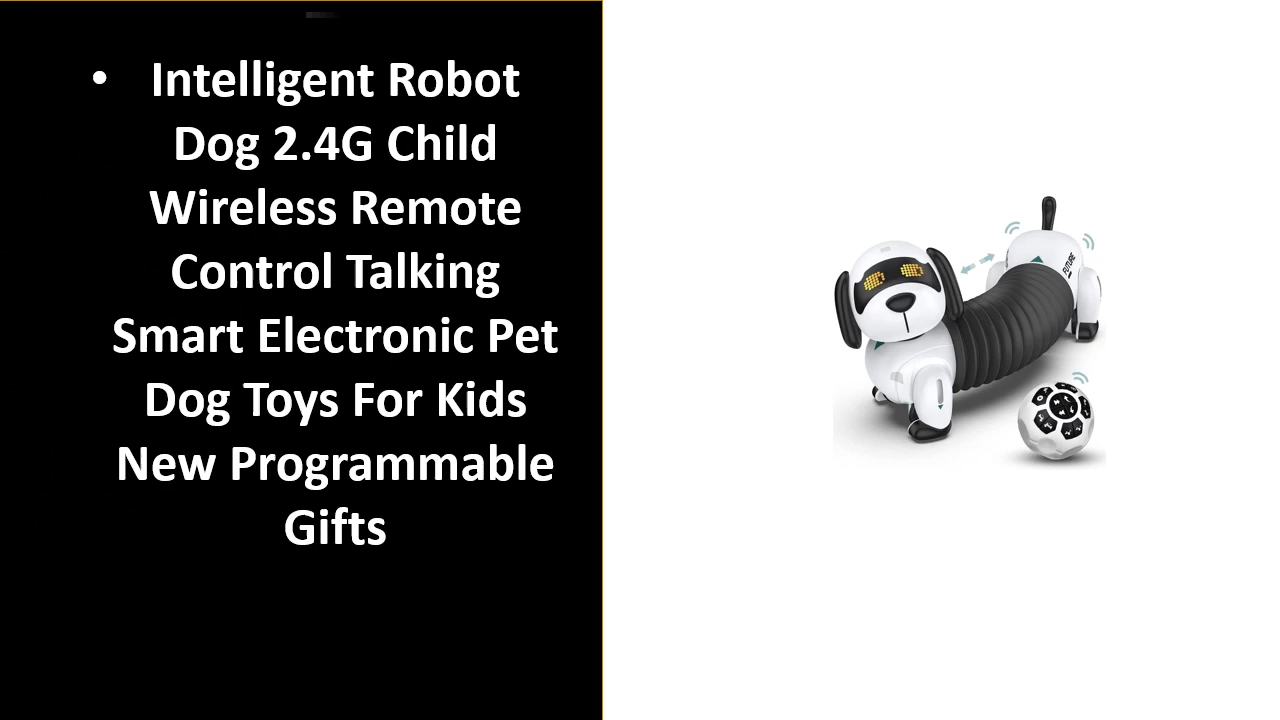 • Intelligent Robot
Dog 2.4G Child
Wireless Remote
Control Talking
Smart Electronic Pet
Dog Toys For Kids
New Programmable
Gifts
FUTURE